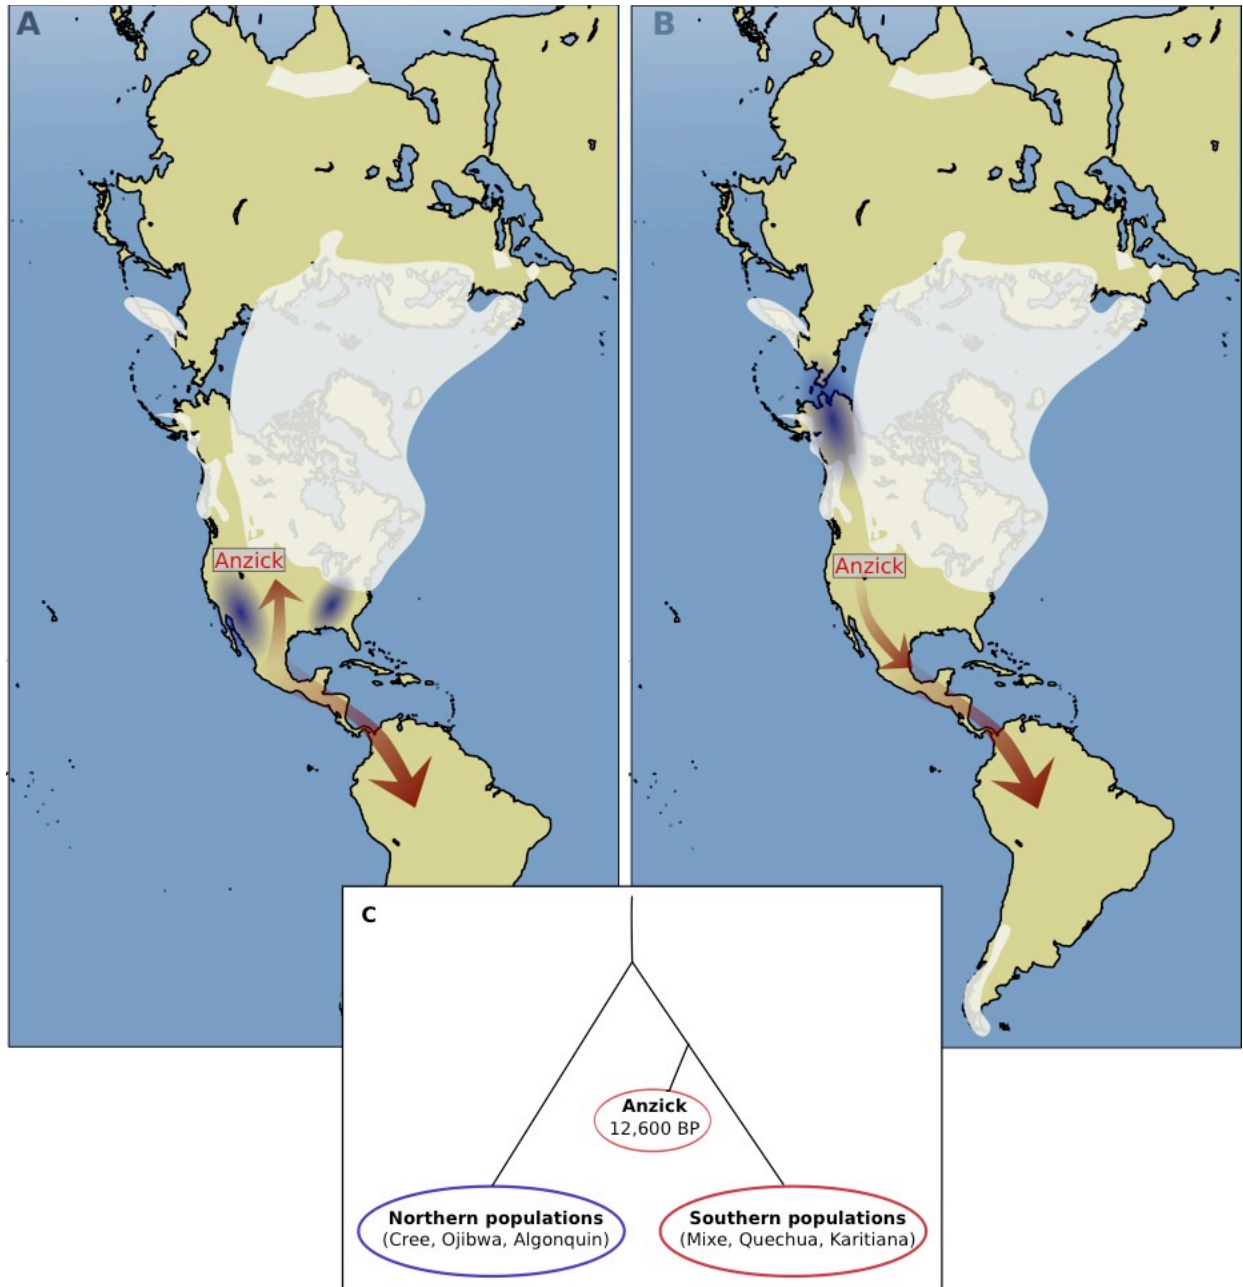 A
B
Anzick
Anzick
C
Anzick
12,600 BP
Northern populations
(Cree, Ojibwa, Algonquin)
Southern populations
(Mixe, Quechua, Karitiana)